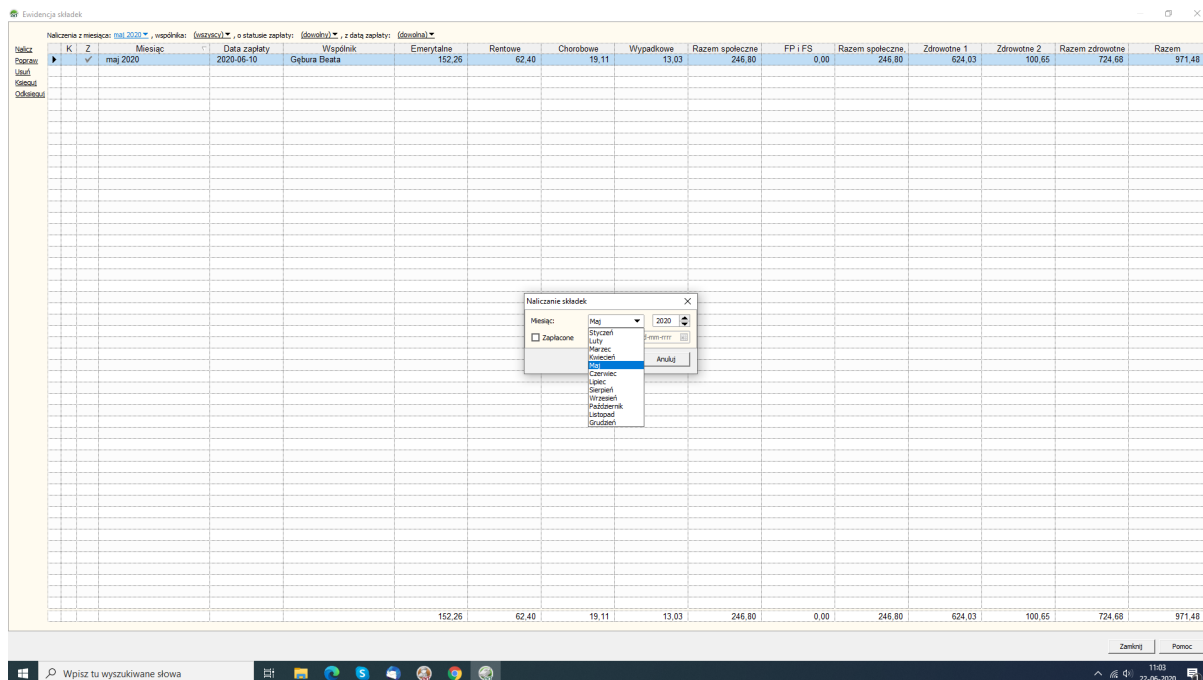 Ewidencja składek
Naliczenia z miesiąca: maj 2020 , wspólnika: (wszyscy) , o statusie zapłaty: (dowolny) , z datą zapłaty: (dowolna)
Nalicz
Popraw
Usuń
Księguj
Odksięguj
K Z Miesiąc Data zapłaty Wspólnik Emerytalne Rentowe Chorobowe Wypadkowe Razem społeczne FP i FS Razem społeczne, Zdrowotne 1 Zdrowotne 2 Razem zdrowotne Razem
maj 2020 2020-06-10 Gębura Beata 152,26 62,40 19,11 13,03 246,80 0,00 246,80 624,03 100,65 724,68 971,48
Naliczanie składek
Miesiąc: Maj 2020
Zapłacone -mm-rrrr
Anuluj
Styczeń
Luty
Marzec
Kwiecień
Maj
Czerwiec
Lipiec
Sierpień
Wrzesień
Październik
Listopad
Grudzień
152,26 62,40 19,11 13,03 246,80 0,00 246,80 624,03 100,65 724,68 971,48
Zamknij Pomoc
Wpisz tu wyszukiwane słowa
11:03
22-06-2020